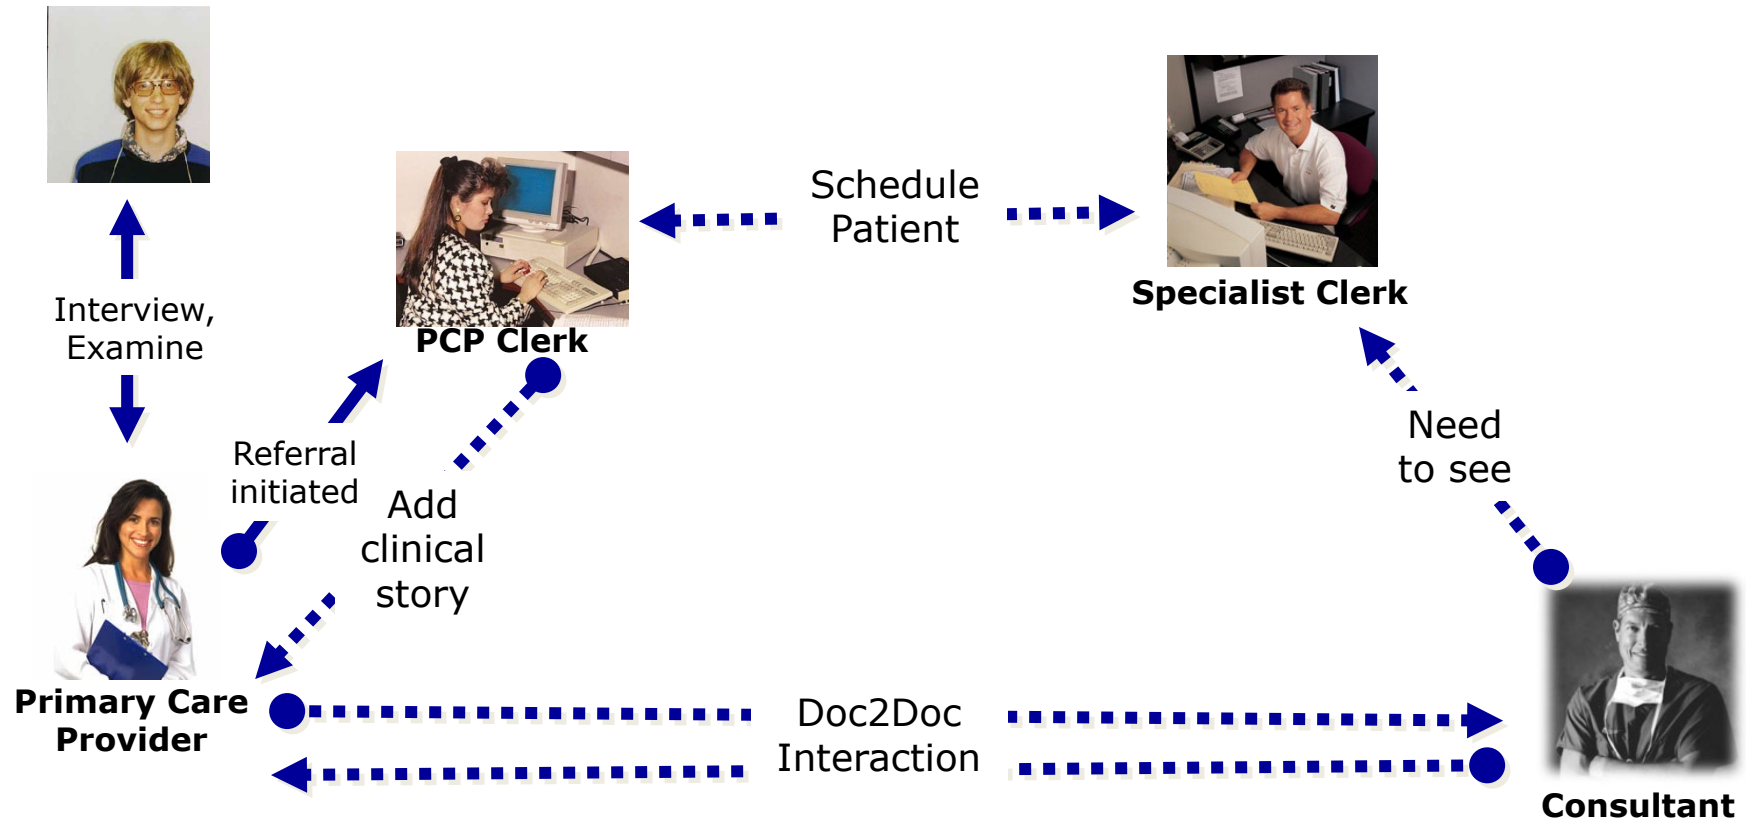 Schedule
Patient
Specialist Clerk
Interview,
Examine
PCP Clerk
Need
to see
Referral
initiated
Add
clinical
story
Primary Care
Provider
Doc2Doc
Interaction
Consultant